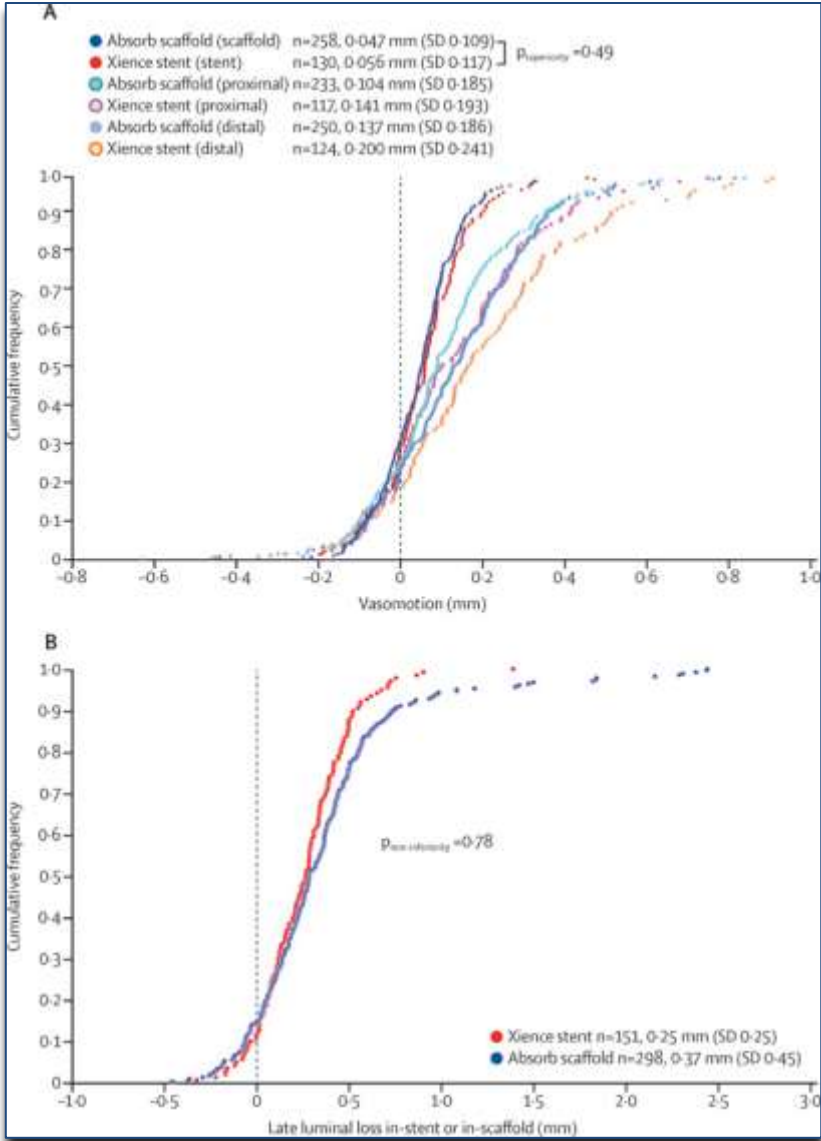 A
Absorb scaffold (scaffold) n=258, 0·047 mm (SD 0·109)
Xience stent (stent) n=130, 0·056 mm (SD 0·117)
p superiority =0·49
Absorb scaffold (proximal) n=233, 0·104 mm (SD 0·185)
Xience stent (proximal) n=117, 0·141 mm (SD 0·193)
Absorb scaffold (distal) n=250, 0·137 mm (SD 0·186)
Xience stent (distal) n=124, 0·200 mm (SD 0·241)
1·0
0·9
0·8
0·7
0·6
0·5
0·4
0·3
0·2
0·1
0
Cumulative frequency
–0·8 –0·6 –0·4 –0·2 0 0·2 0·4 0·6 0·8 1·0
Vasomotion (mm)
B
1·0
0·9
0·8
0·7
0·6
0·5
0·4
0·3
0·2
0·1
0
Cumulative frequency
p non-inferiority =0·78
Xience stent n=151, 0·25 mm (SD 0·25)
Absorb scaffold n=298, 0·37 mm (SD 0·45)
–1·0 –0·5 0 0·5 1·0 1·5 2·0 2·5 3·0
Late luminal loss in-stent or in-scaffold (mm)